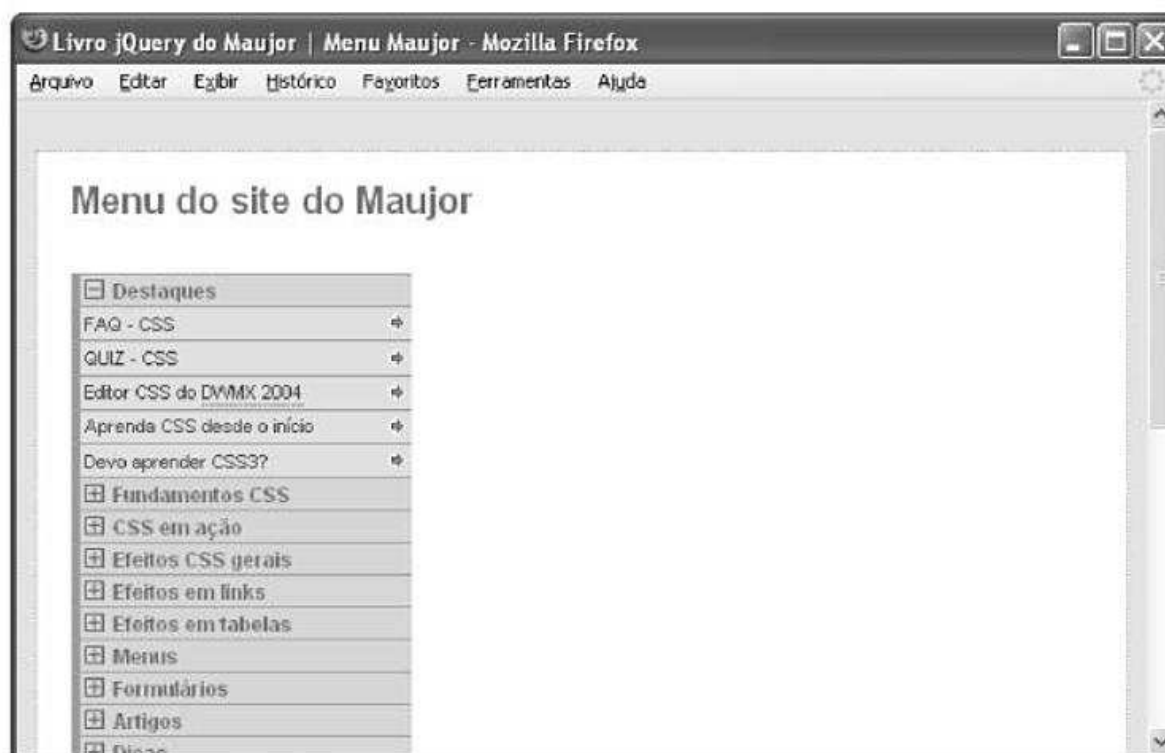 Livro jQuery do Maujor | Menu Maujor - Mozilla Firefox
Arquivo Editar Exibir Histórico Favoritos Ferramentas Ajuda
Menu do site do Maujor
Destaques
FAQ - CSS
QUIZ - CSS
Editor CSS do DWMX 2004
Aprenda CSS desde o início
Devo aprender CSS3?
Fundamentos CSS
CSS em ação
Efeitos CSS gerais
Efeitos em links
Efeitos em tabelas
Menus
Formulários
Artigos
Dicas